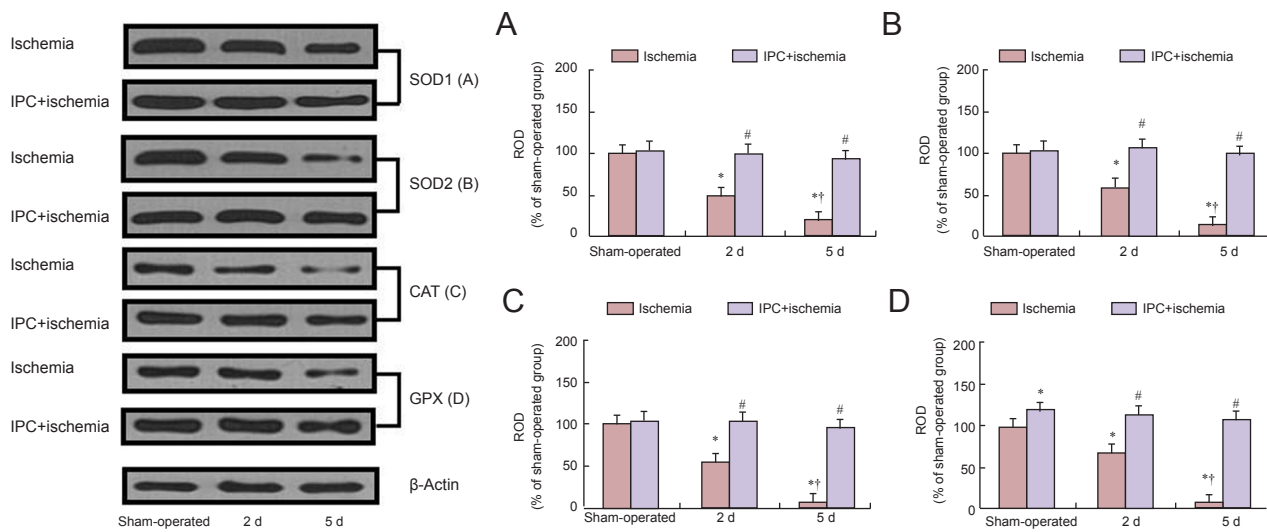 Ischemia
IPC+ischemia
SOD1 (A)
Ischemia
IPC+ischemia
SOD2 (B)
Ischemia
IPC+ischemia
CAT (C)
Ischemia
IPC+ischemia
GPX (D)
β-Actin
Sham-operated 2 d 5 d
A
Ischemia IPC+ischemia
ROD
(% of sham-operated group)
200
150
100
50
0
* # *† #
Sham-operated 2 d 5 d
B
Ischemia IPC+ischemia
ROD
(% of sham-operated group)
200
150
100
50
0
* # *† #
Sham-operated 2 d 5 d
C
Ischemia IPC+ischemia
ROD
(% of sham-operated group)
200
150
100
50
0
* # *† #
Sham-operated 2 d 5 d
D
Ischemia IPC+ischemia
ROD
(% of sham-operated group)
200
150
100
50
0
* * # *† #
Sham-operated 2 d 5 d